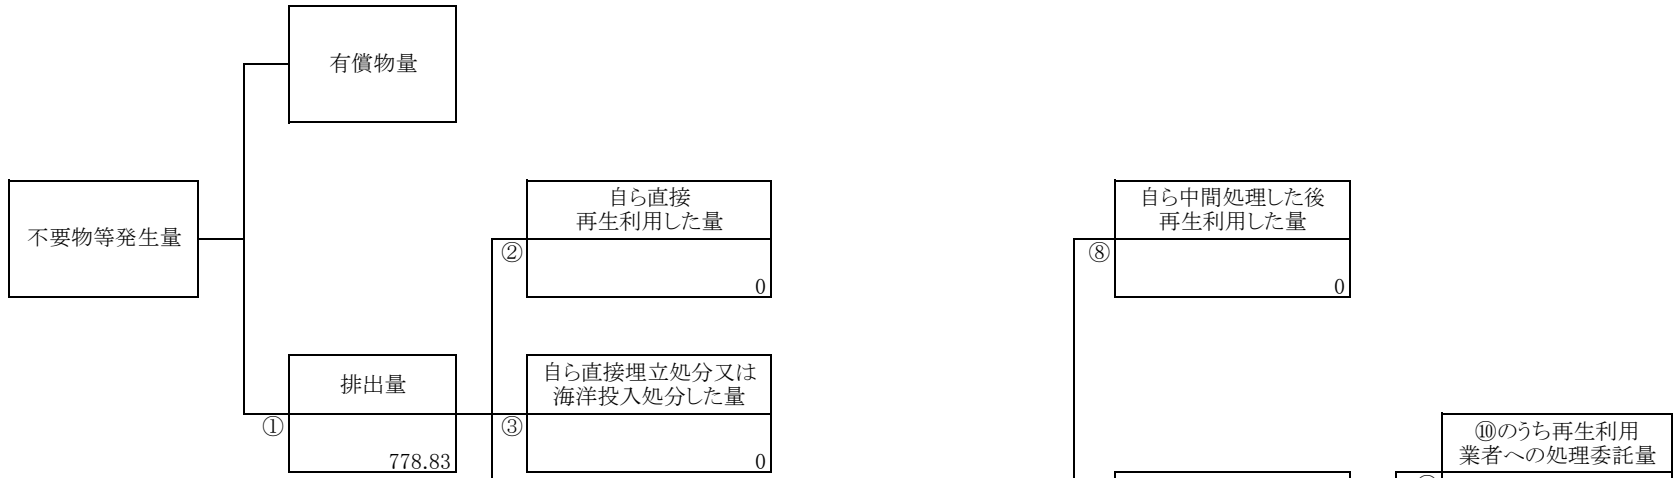 有償物量
不要物等発生量
自ら直接
再生利用した量
②
0
自ら中間処理した後
再生利用した量
⑧
0
排出量
①
778.83
自ら直接埋立処分又は
海洋投入処分した量
③
0
⑩のうち再生利用
業者への処理委託量